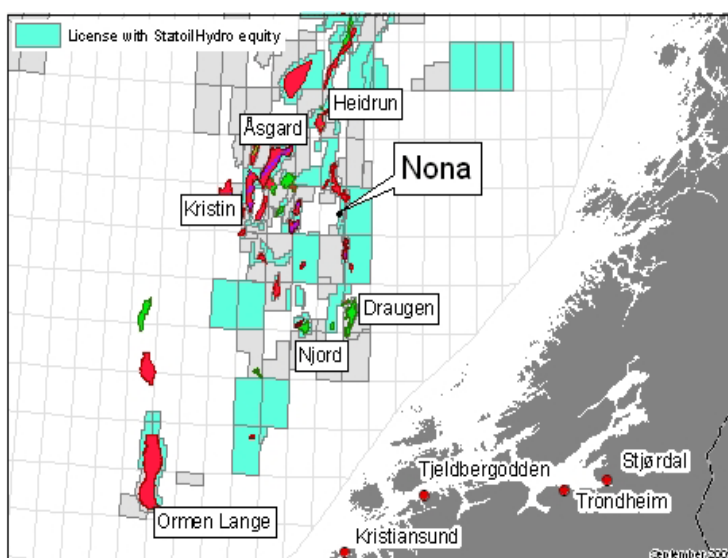 License with StatoilHydro equity
Heidrun
Åsgard
Nona
Kristin
Draugen
Njord
Tjeldbergodden
Stjørdal
Trondheim
Ormen Lange
Kristiansund